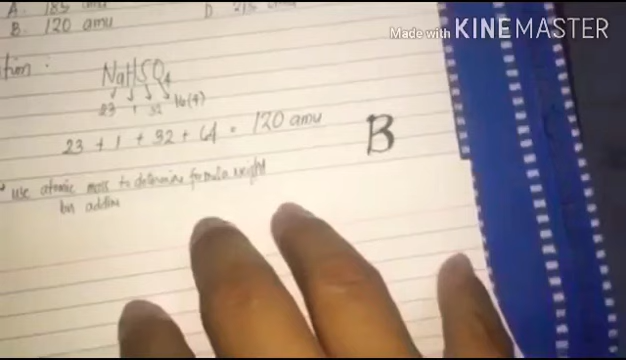 A. 185 amu
B. 120 amu
D
Made with KINEMASTER
tion:
NaHSO4
23 1 32 16(4)
23 + 1 + 32 + 64 = 120 amu
B
use atomic mass to determine formula weight
by adding